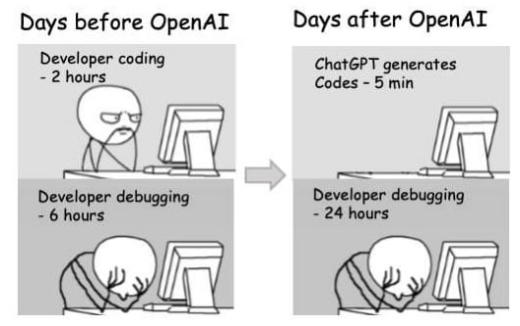 Days before OpenAI
Developer coding
- 2 hours
Developer debugging
- 6 hours
Days after OpenAI
ChatGPT generates
Codes - 5 min
Developer debugging
- 24 hours